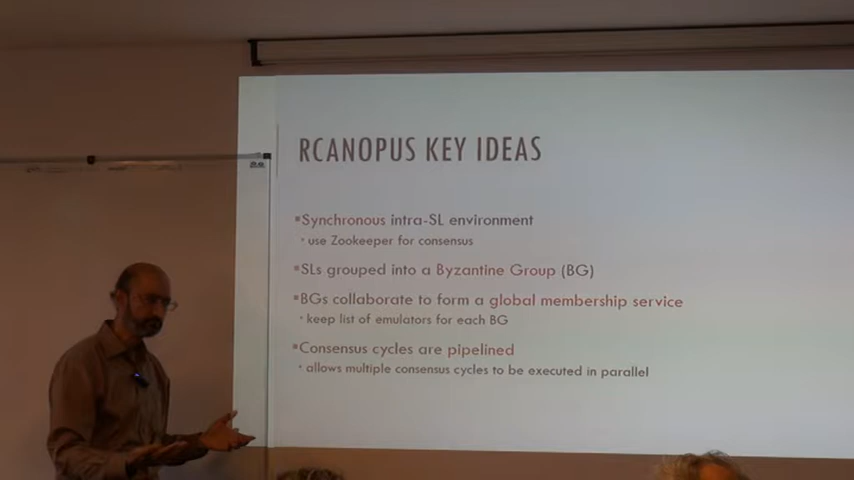 RCANOPUS KEY IDEAS
▪Synchronous intra-SL environment
• use Zookeeper for consensus
▪SLs grouped into a Byzantine Group (BG)
▪BGs collaborate to form a global membership service
• keep list of emulators for each BG
▪Consensus cycles are pipelined
• allows multiple consensus cycles to be executed in parallel